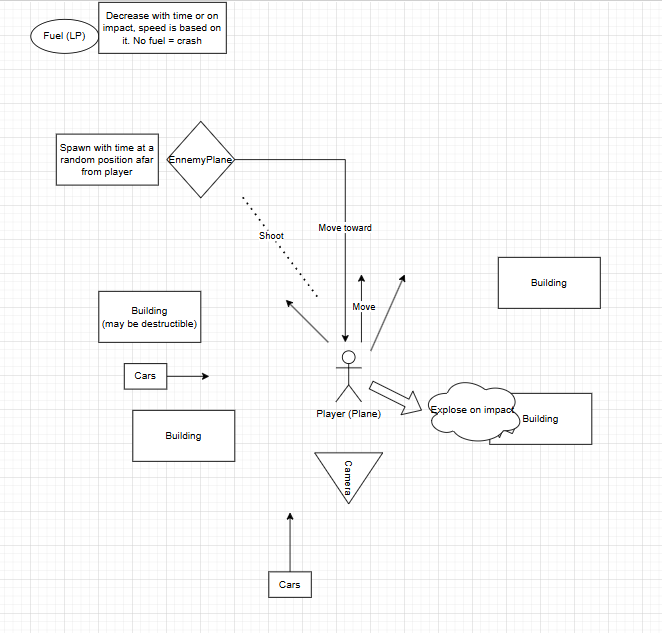 Fuel (LP)
Decrease with time or on
impact, speed is based on
it. No fuel = crash
Spawn with time at a
random position afar
from player
EnnemyPlane
Shoot
Move toward
Building
Building
(may be destructible)
Move
Cars
Player (Plane)
Explose on impact
Building
Building
Camera
Cars